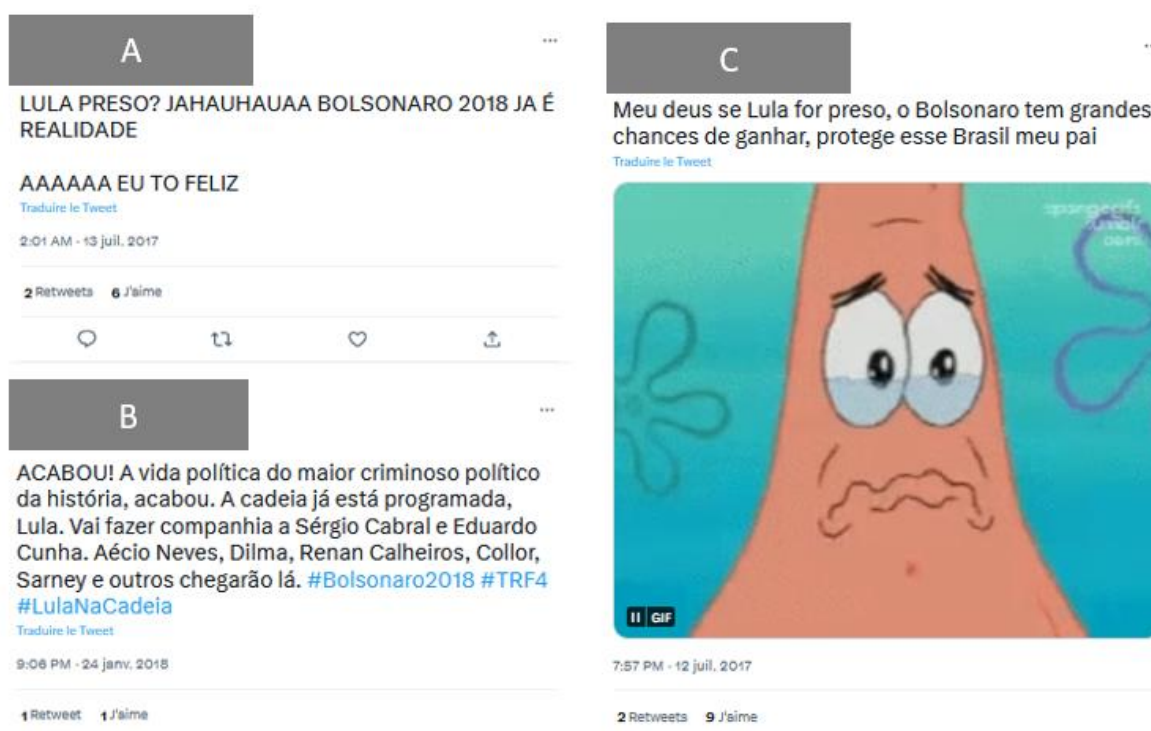 A
LULA PRESO? JAHAUHAUAA BOLSONARO 2018 JA É
REALIDADE
AAAAAA EU TO FELIZ
Traduire le Tweet
2:01 AM · 13 juil. 2017
2 Retweets 6 J'aime
B
ACABOU! A vida política do maior criminoso político
da história, acabou. A cadeia já está programada,
Lula. Vai fazer companhia a Sérgio Cabral e Eduardo
Cunha. Aécio Neves, Dilma, Renan Calheiros, Collor,
Sarney e outros chegarão lá. #Bolsonaro2018 #TRF4
#LulaNaCadeia
Traduire le Tweet
9:06 PM · 24 janv. 2018
1 Retweet 1 J'aime
C
Meu deus se Lula for preso, o Bolsonaro tem grandes
chances de ganhar, protege esse Brasil meu pai
Traduire le Tweet
GIF
7:57 PM · 12 juil. 2017
2 Retweets 9 J'aime